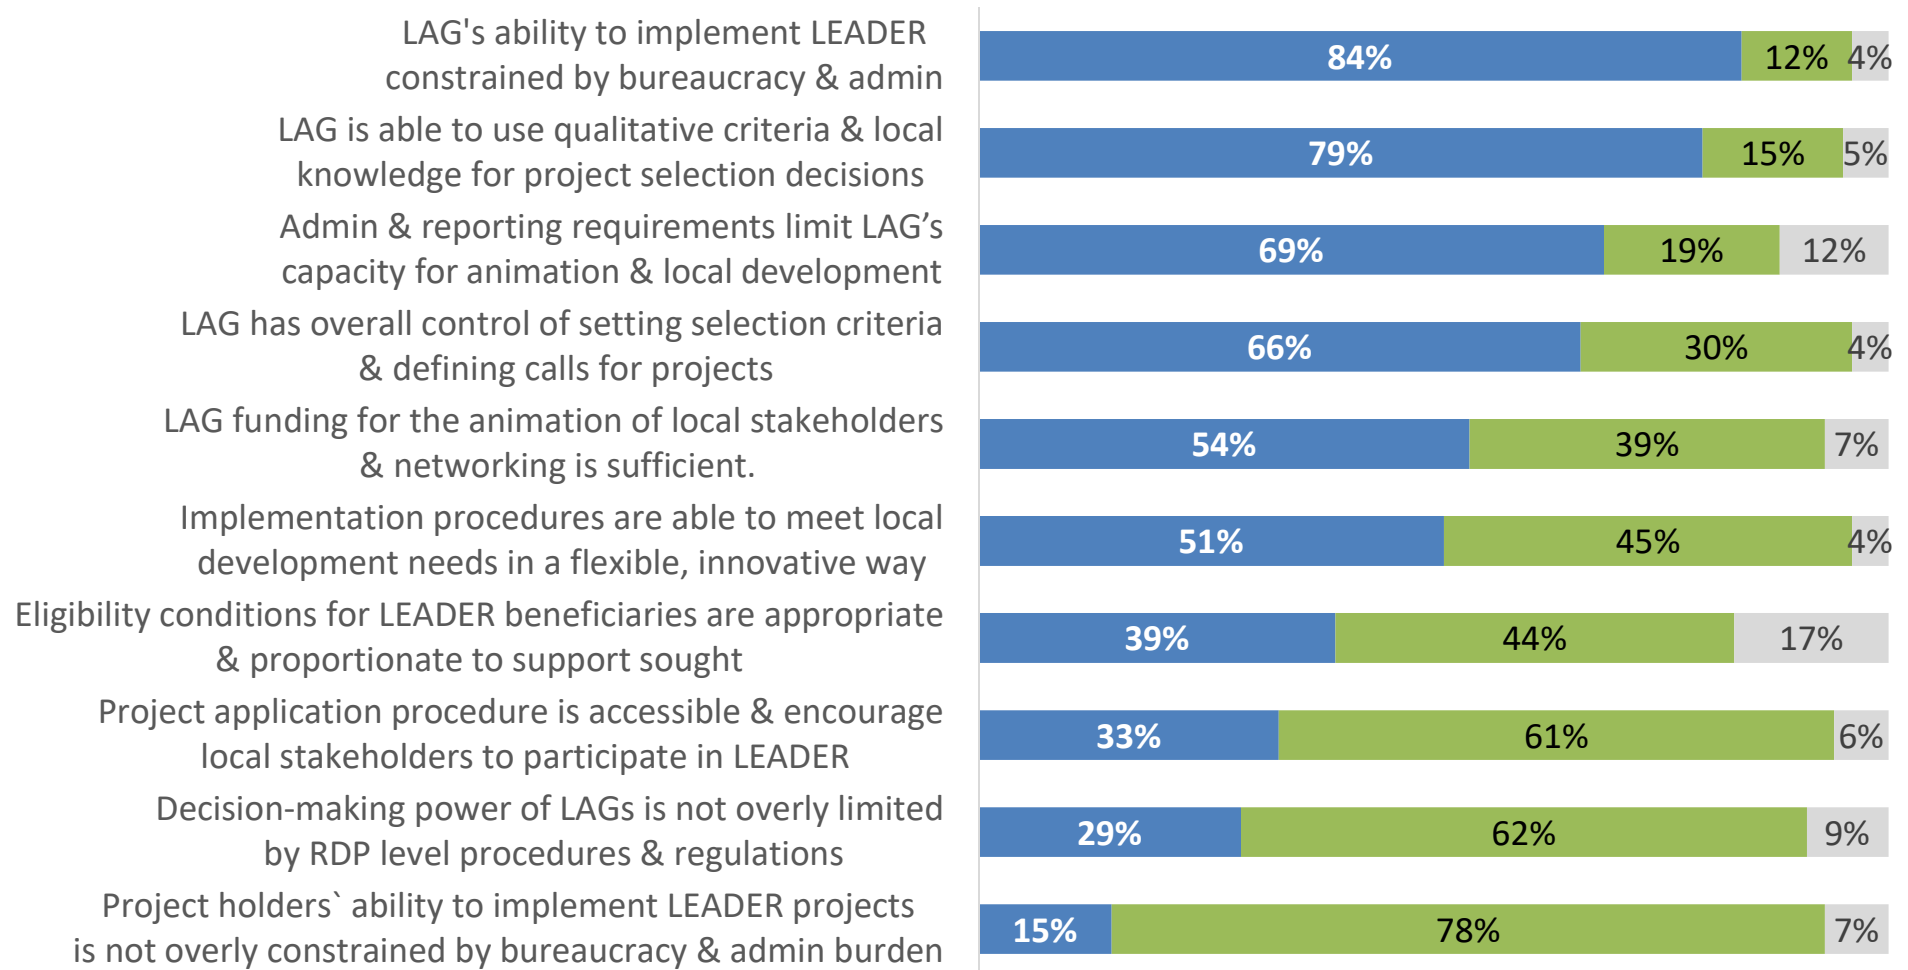 LAG's ability to implement LEADER
constrained by bureaucracy & admin
84% 12% 4%
LAG is able to use qualitative criteria & local
knowledge for project selection decisions
79% 15% 5%
Admin & reporting requirements limit LAG’s
capacity for animation & local development
69% 19% 12%
LAG has overall control of setting selection criteria
& defining calls for projects
66% 30% 4%
LAG funding for the animation of local stakeholders
& networking is sufficient.
54% 39% 7%
Implementation procedures are able to meet local
development needs in a flexible, innovative way
51% 45% 4%
Eligibility conditions for LEADER beneficiaries are appropriate
& proportionate to support sought
39% 44% 17%
Project application procedure is accessible & encourage
local stakeholders to participate in LEADER
33% 61% 6%
Decision-making power of LAGs is not overly limited
by RDP level procedures & regulations
29% 62% 9%
Project holders` ability to implement LEADER projects
is not overly constrained by bureaucracy & admin burden
15% 78% 7%